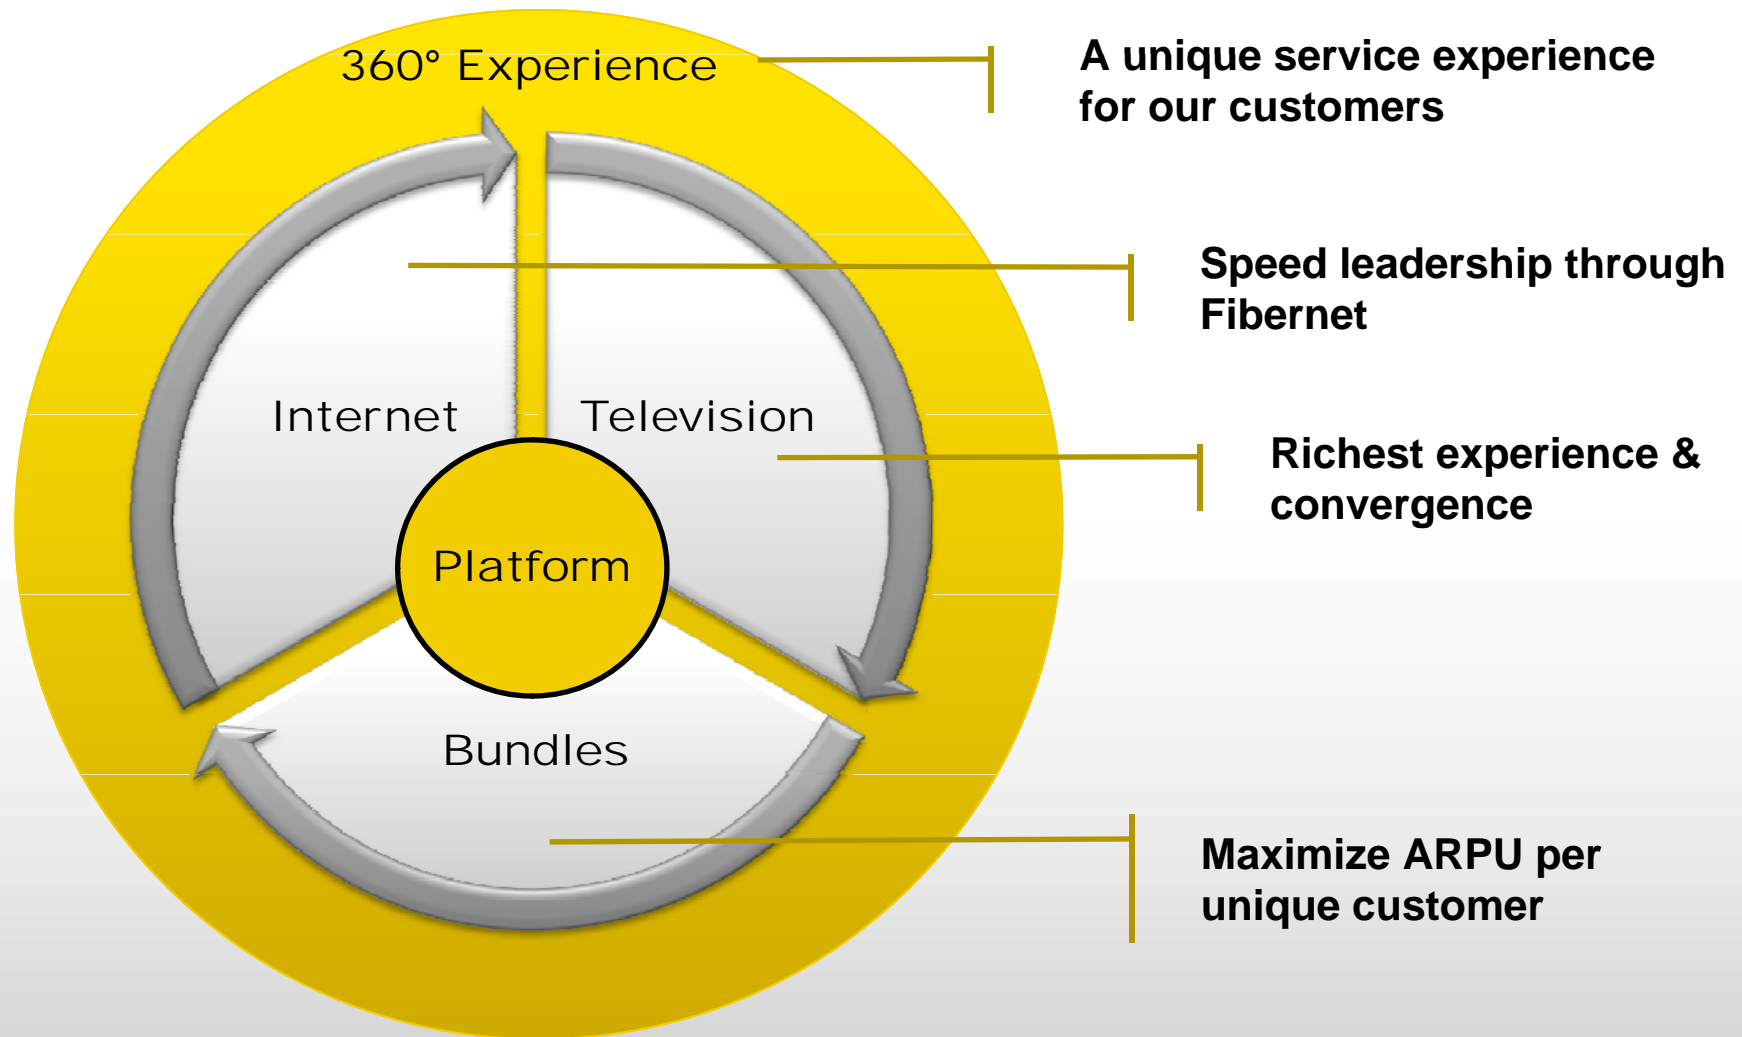 360° Experience
A unique service experience
for our customers
Speed leadership through
Fibernet
Internet
Television
Richest experience &
convergence
Platform
Bundles
Maximize ARPU per
unique customer